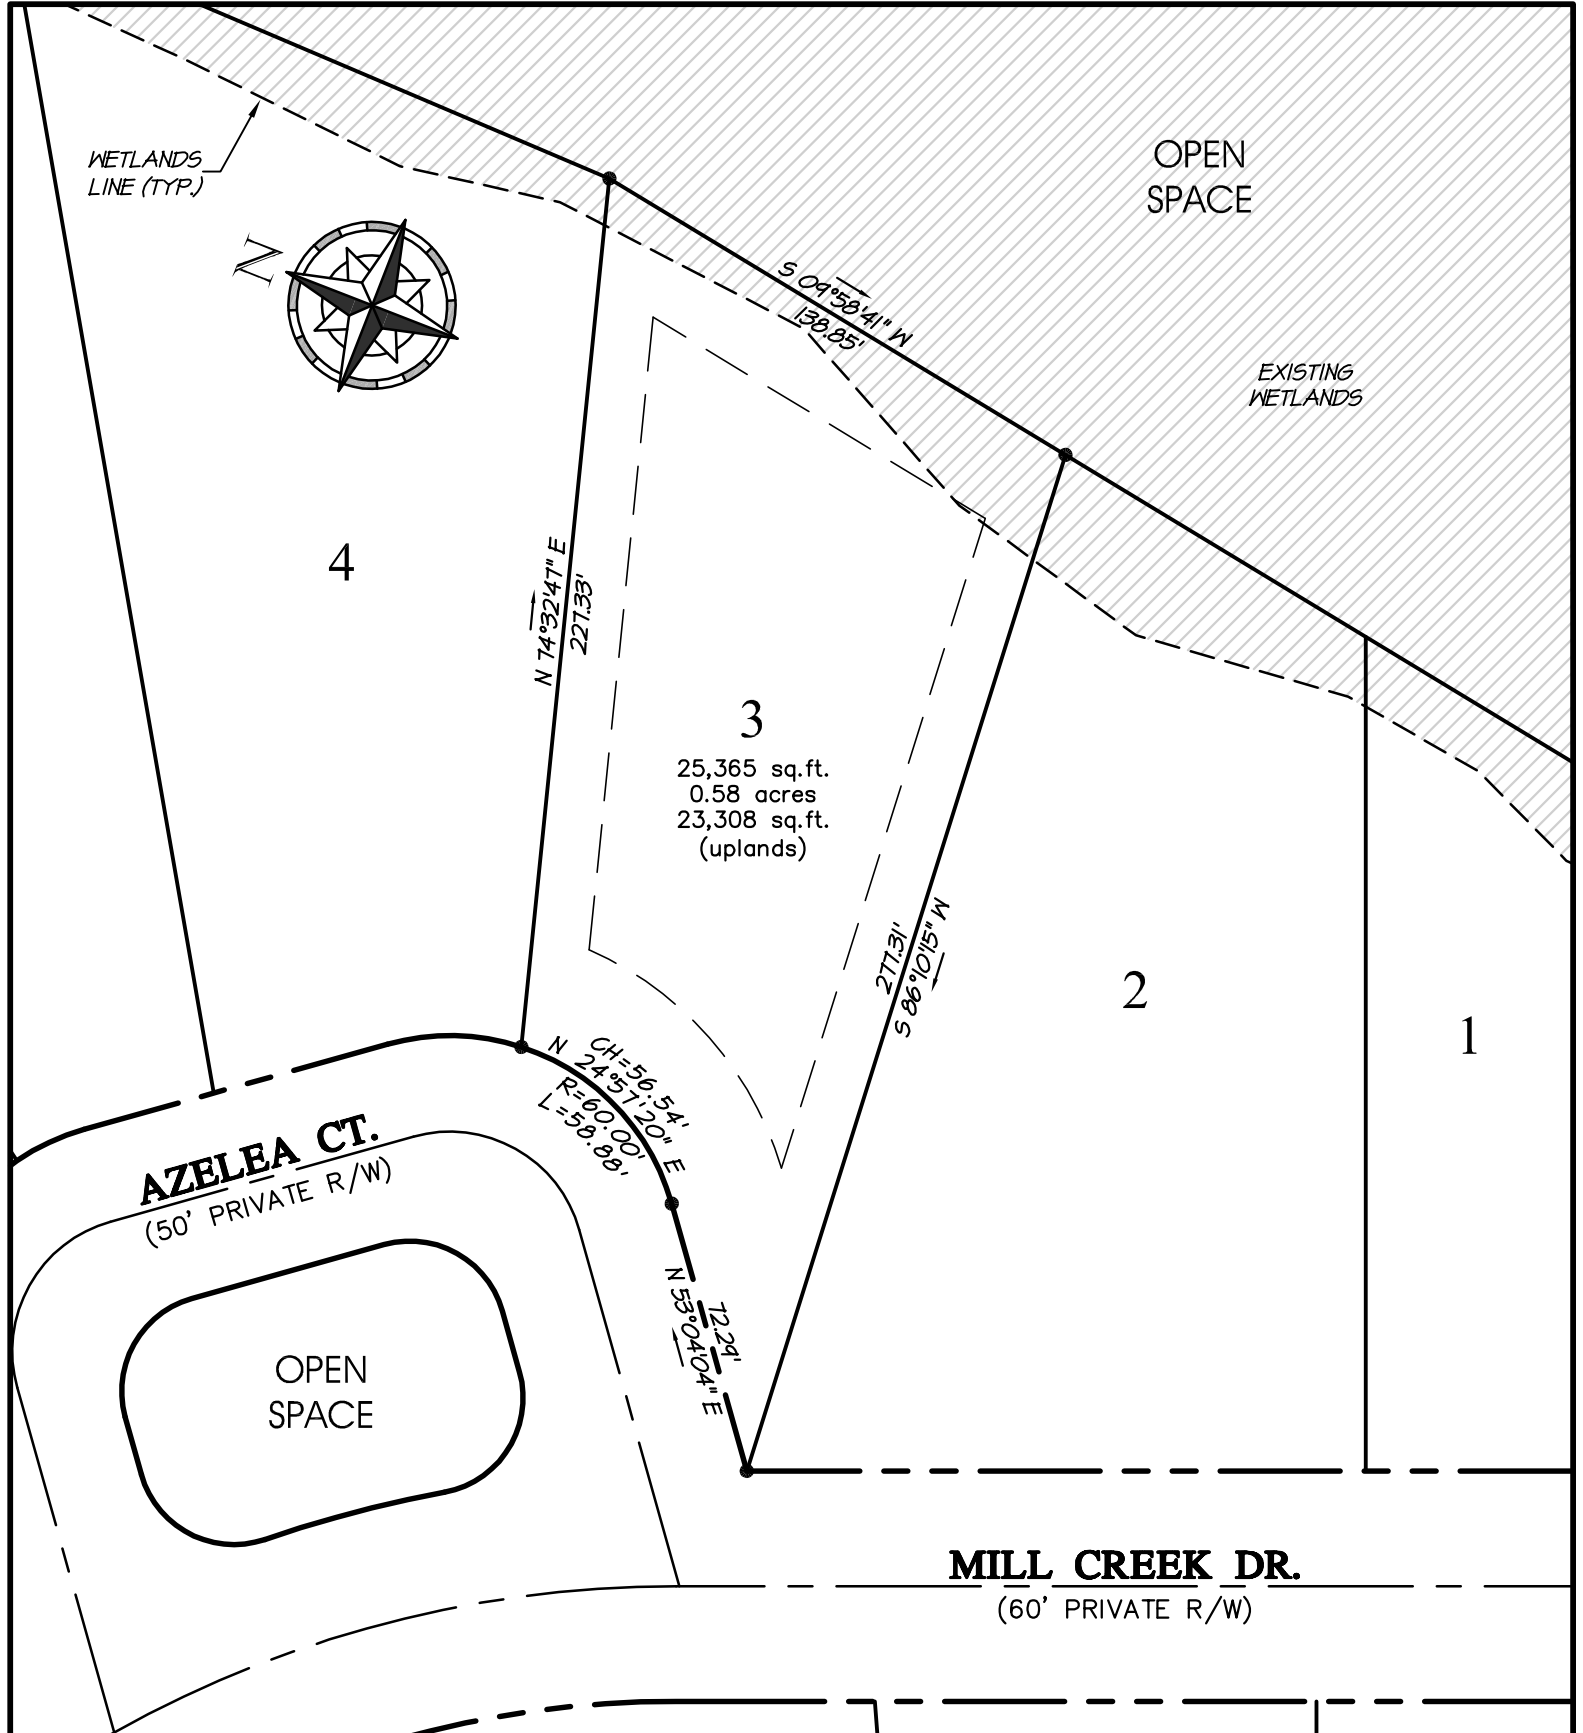 OPEN
SPACE
WETLANDS
LINE (TYP.)
N
S 09°58'41" W
138.85'
EXISTING
WETLANDS
4
N 74°32'47" E
227.33'
3
25,365 sq.ft.
0.58 acres
23,308 sq.ft.
(uplands)
277.31'
S 86°10'15" W
2
1
CH=56.54'
N 24°57'20" E
R=60.00'
L=58.88'
AZELEA CT.
(50' PRIVATE R/W)
72.29'
N 53°04'04" E
OPEN
SPACE
MILL CREEK DR.
(60' PRIVATE R/W)